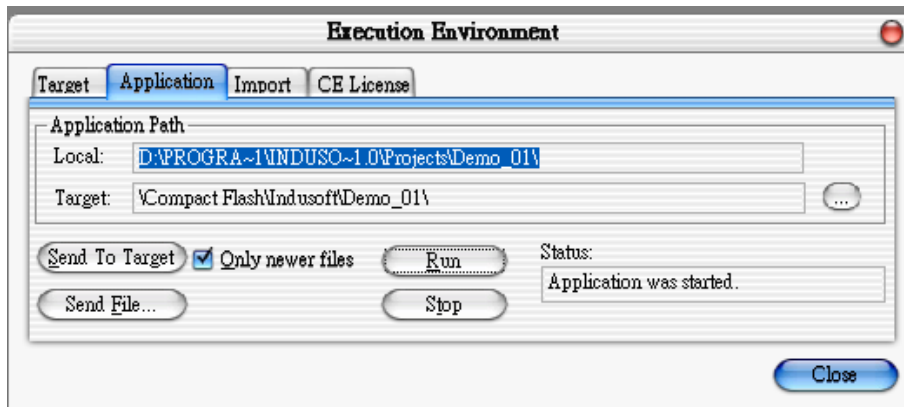 Execution Environment
Target Application Import CE License
Application Path
Local: D:\PROGRA~1\INDUSO~1.0\Projects\Demo_01\
Target: \Compact Flash\Indusoft\Demo_01\ ...
Send To Target Only newer files Run Status:
Application was started.
Send File... Stop
Close